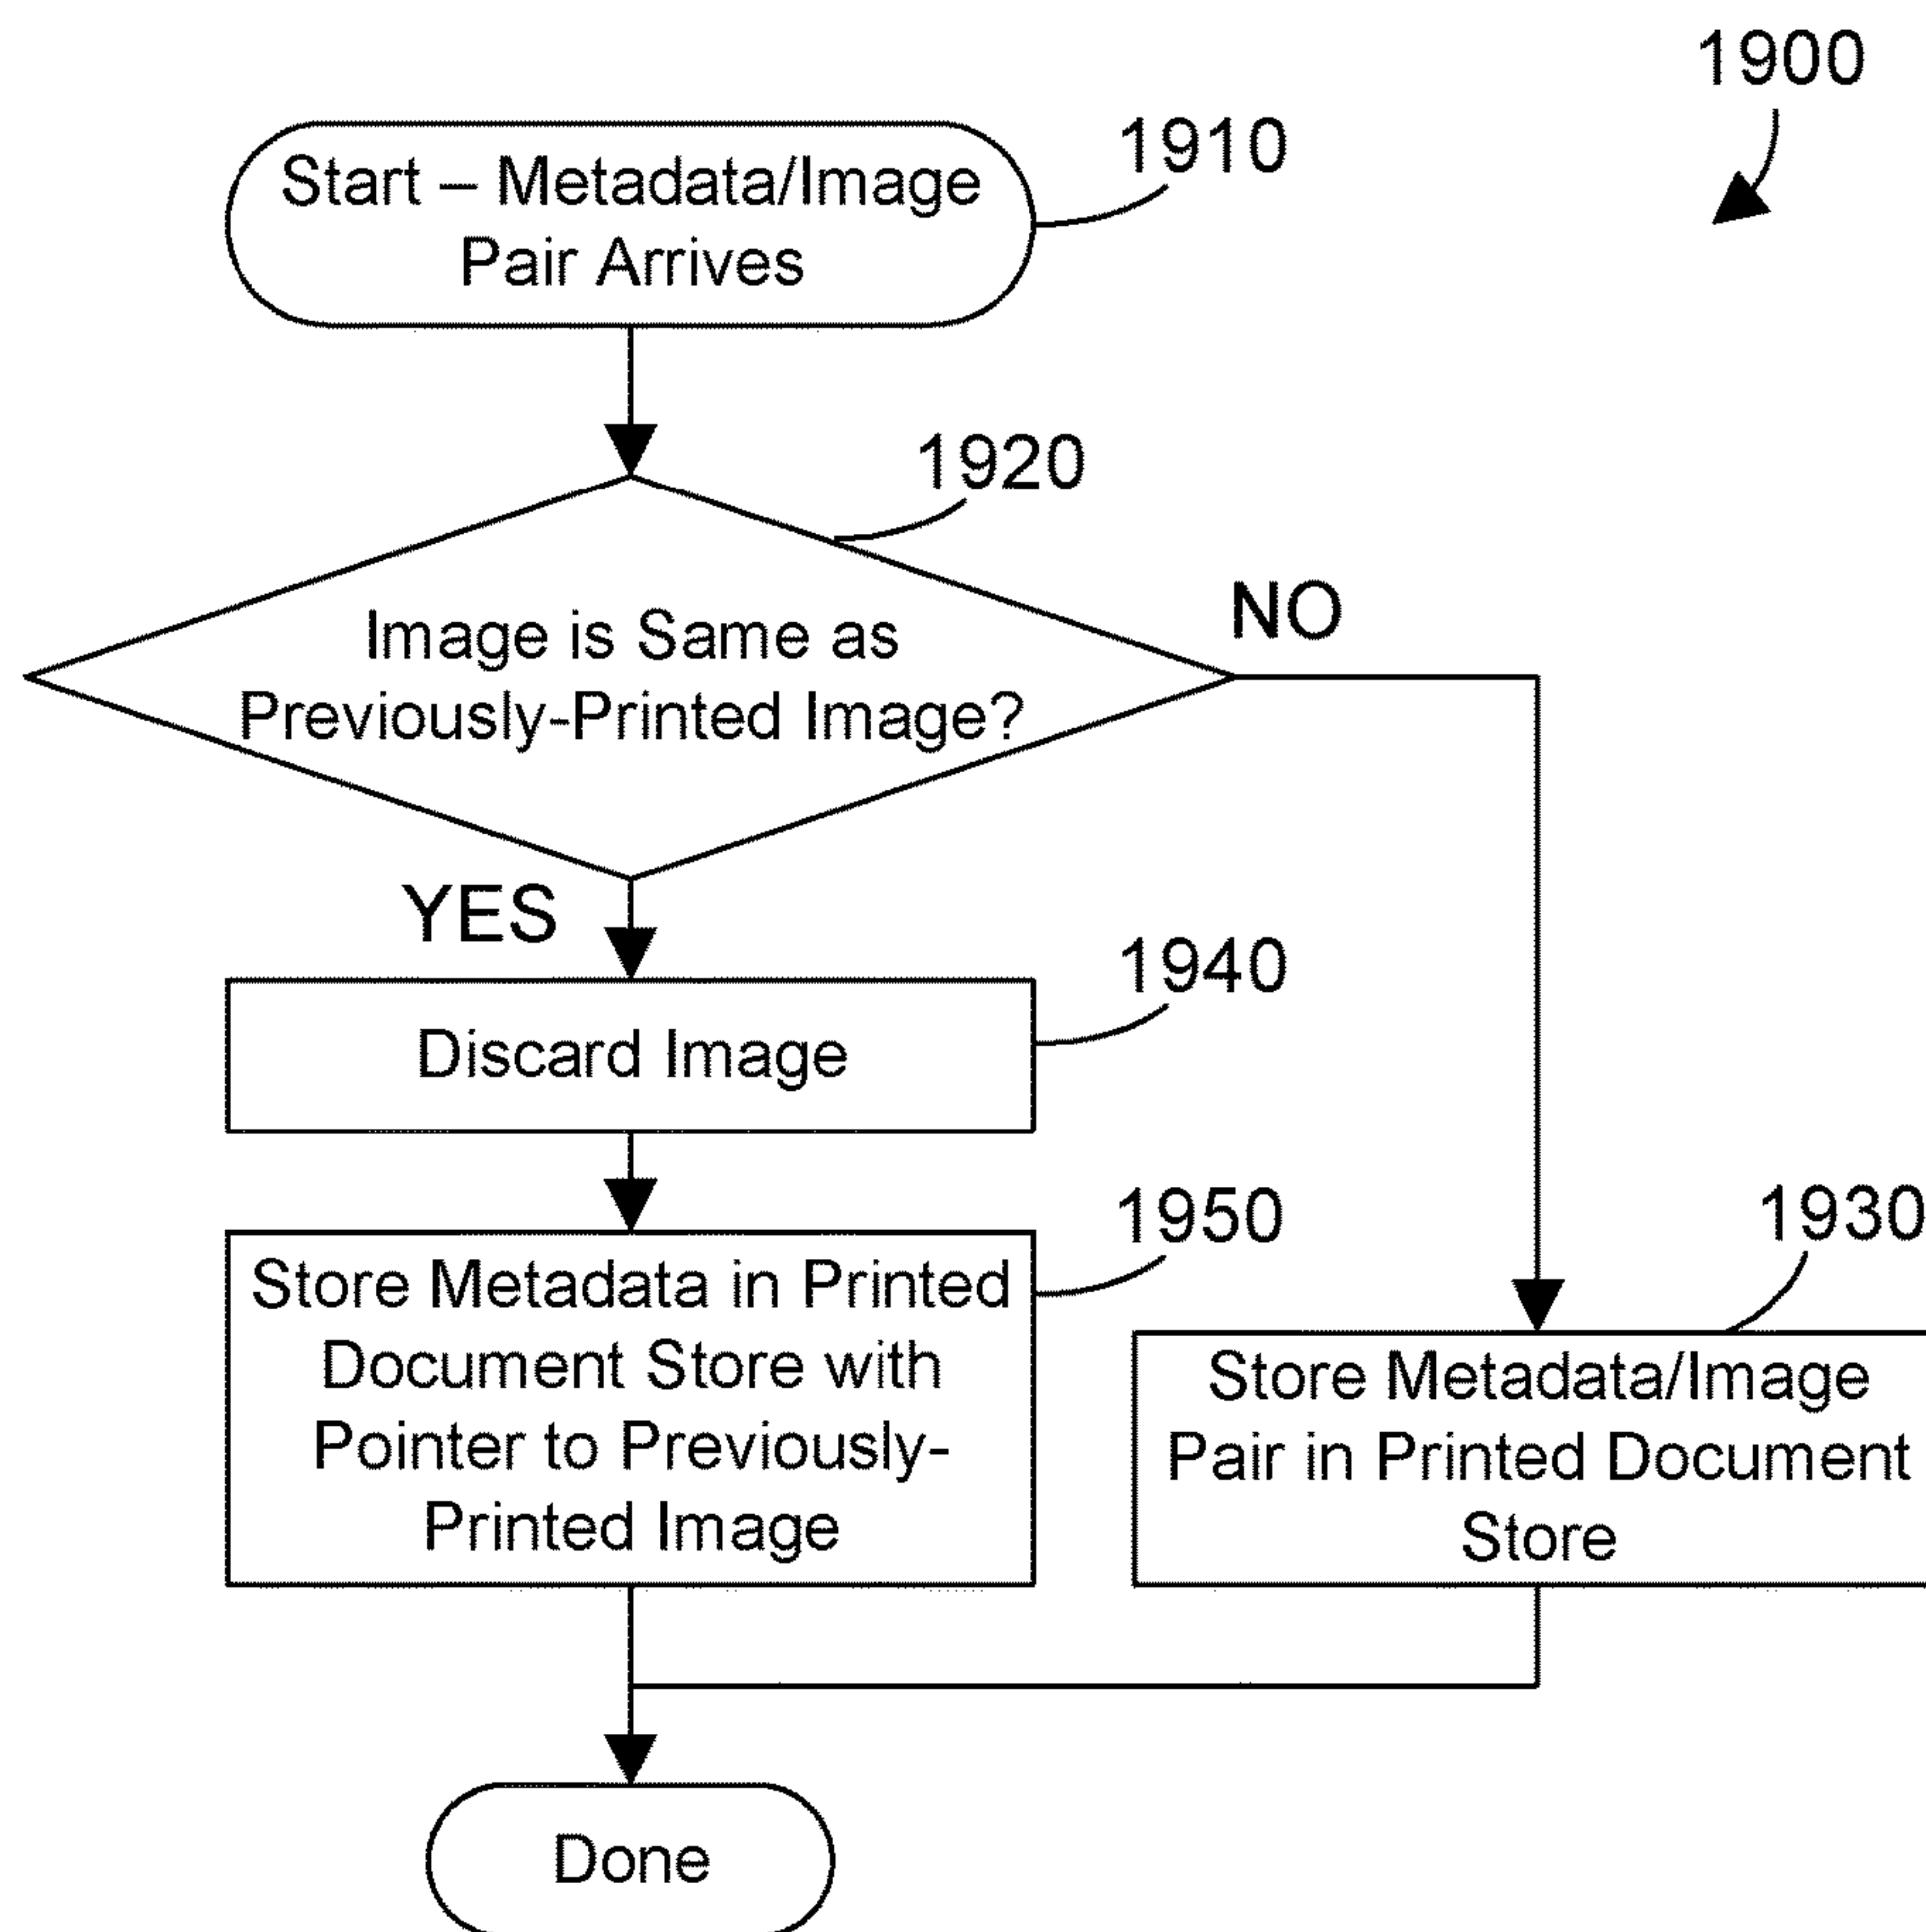 1900
Start – Metadata/Image
Pair Arrives
1910
1920
Image is Same as
Previously-Printed Image?
NO
YES
1940
Discard Image
1950
Store Metadata in Printed
Document Store with
Pointer to Previously-
Printed Image
1930
Store Metadata/Image
Pair in Printed Document
Store
Done